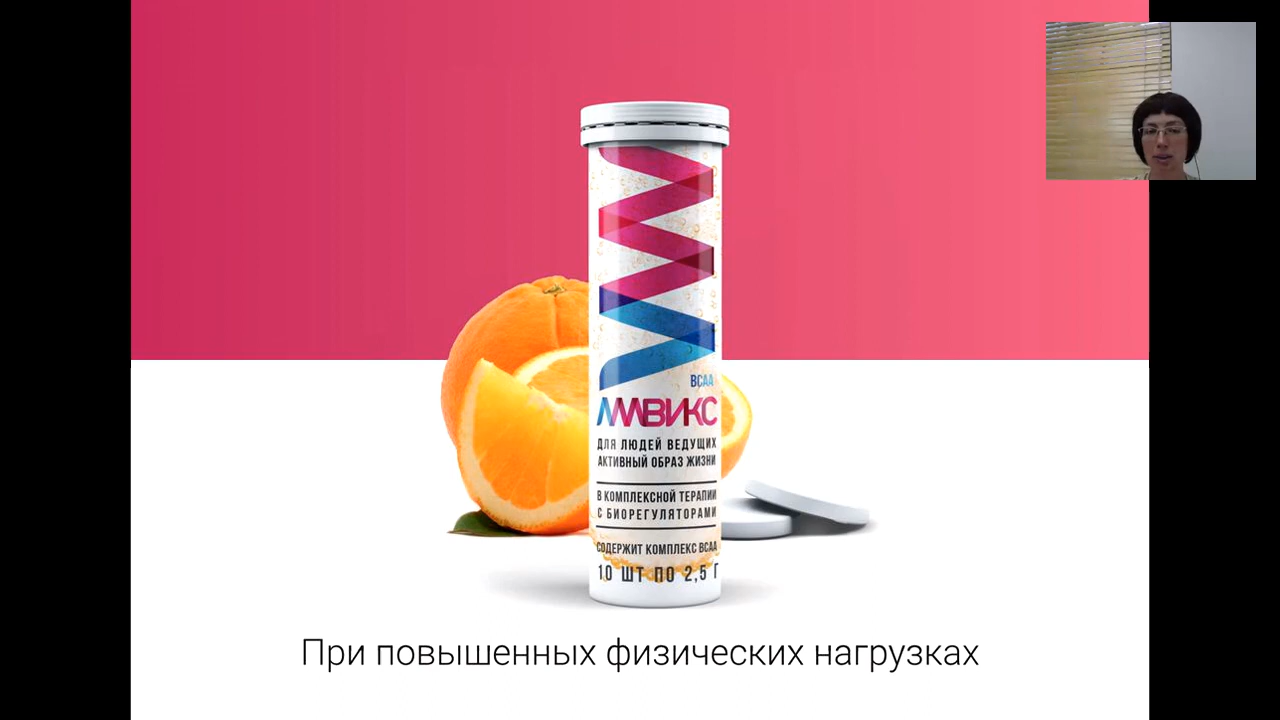 BCAA
ЛАВИКС
ДЛЯ ЛЮДЕЙ ВЕДУЩИХ
АКТИВНЫЙ ОБРАЗ ЖИЗНИ
В КОМПЛЕКСНОЙ ТЕРАПИИ
С БИОРЕГУЛЯТОРАМИ
СОДЕРЖИТ КОМПЛЕКС BCAA
10 ШТ ПО 2,5 Г
При повышенных физических нагрузках